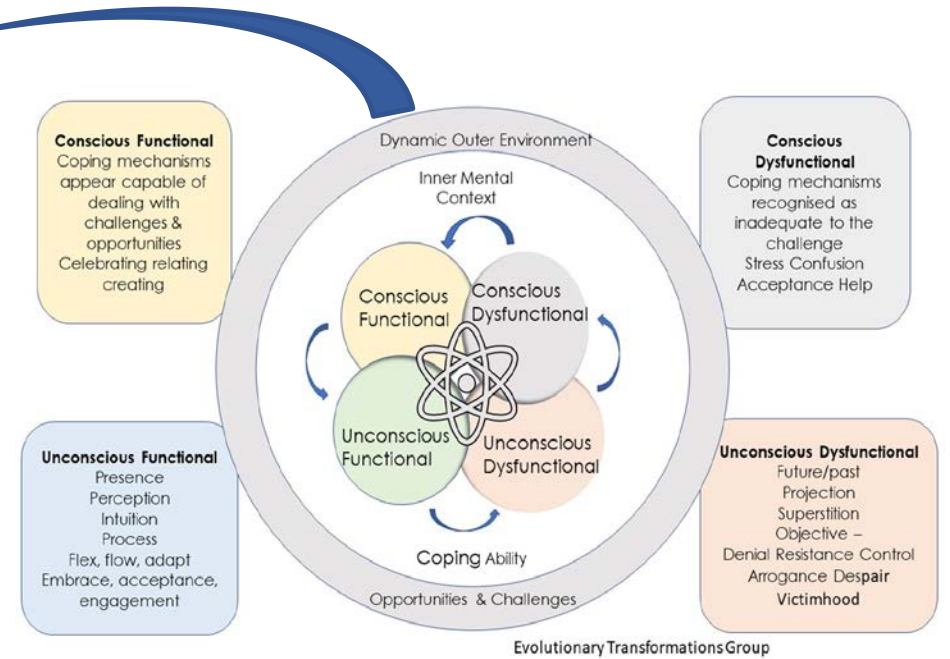 Conscious Functional
Coping mechanisms
appear capable of
dealing with
challenges &
opportunities
Celebrating relating
creating
Dynamic Outer Environment
Inner Mental
Context
Conscious
Dysfunctional
Coping mechanisms
recognised as
inadequate to the
challenge
Stress Confusion
Acceptance Help
Conscious
Functional
Conscious
Dysfunctional
Unconscious
Functional
Unconscious
Dysfunctional
Unconscious Functional
Presence
Perception
Intuition
Process
Flex, flow, adapt
Embrace, acceptance,
engagement
Coping Ability
Opportunities & Challenges
Unconscious Dysfunctional
Future/past
Projection
Superstition
Objective –
Denial Resistance Control
Arrogance Despair
Victimhood
Evolutionary Transformations Group